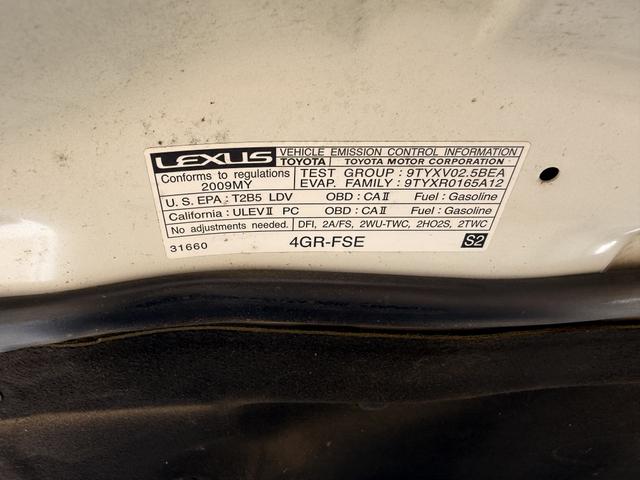 LEXUS VEHICLE EMISSION CONTROL INFORMATION
TOYOTA TOYOTA MOTOR CORPORATION
Conforms to regulations TEST GROUP : 9TYXV02.5BEA
2009MY EVAP. FAMILY : 9TYXR0165A12
U.S. EPA : T2B5 LDV OBD : CAⅡ Fuel : Gasoline
California : ULEVⅡ PC OBD : CAⅡ Fuel : Gasoline
No adjustments needed. DFI, 2A/FS, 2WU-TWC, 2HO2S, 2TWC
31660 4GR-FSE S2